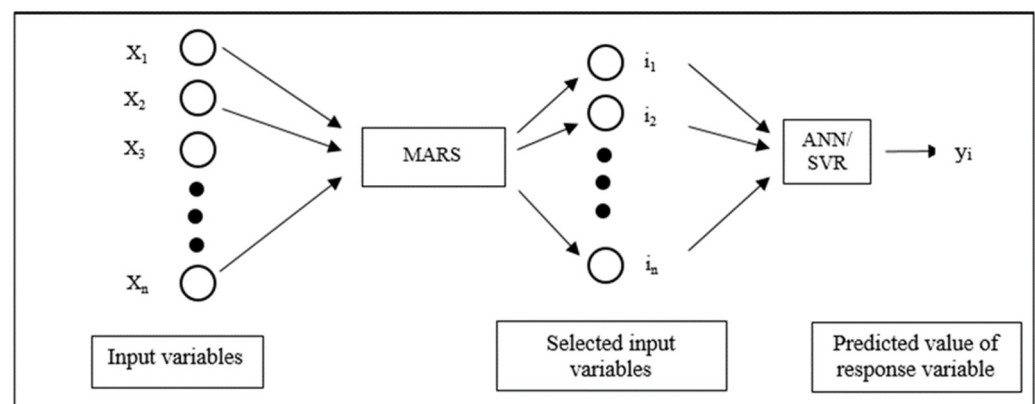 X₁
X₂
X₃
Xₙ
MARS
i₁
i₂
iₙ
ANN/
SVR
yᵢ
Input variables
Selected input
variables
Predicted value of
response variable